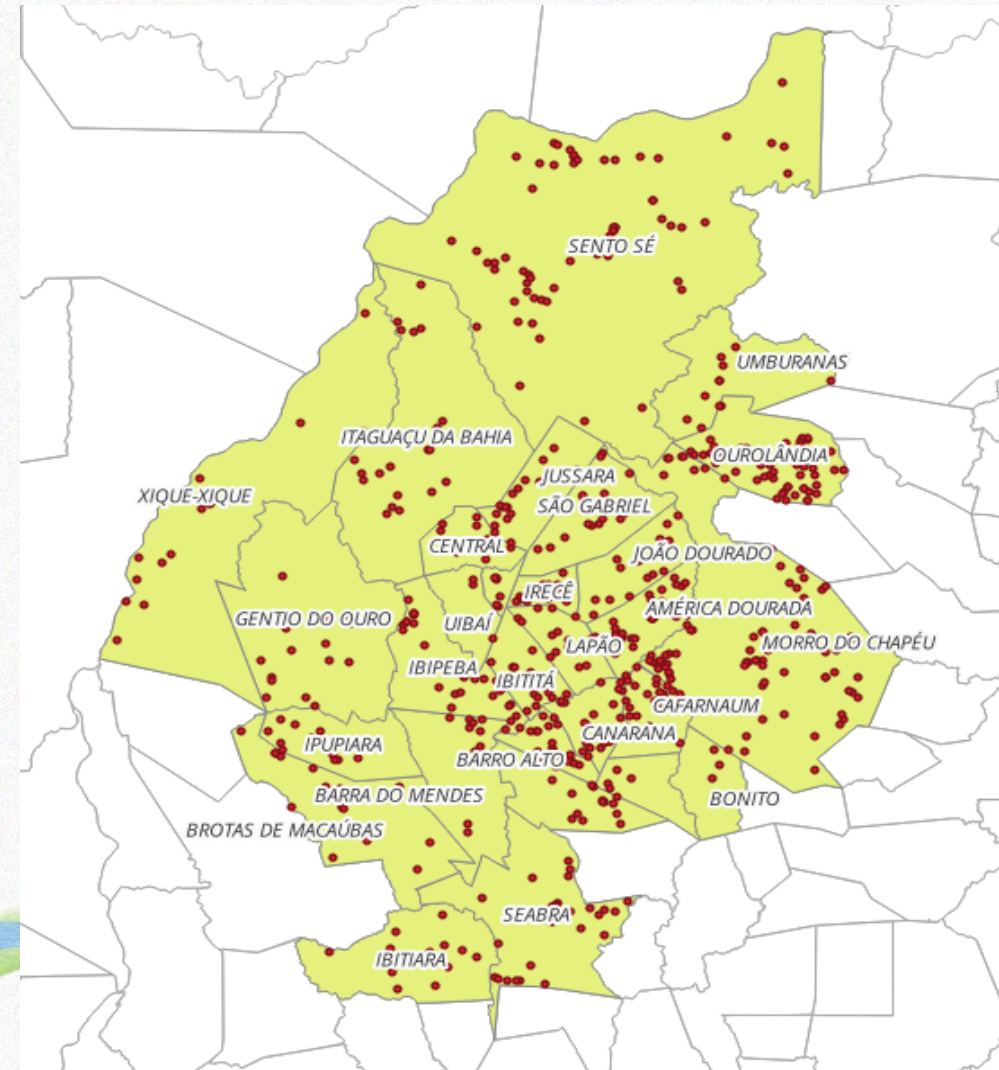 SENTO SÉ
UMBURANAS
ITAGUAÇU DA BAHIA
OUROLÂNDIA
JUSSARA
XIQUE-XIQUE
SÃO GABRIEL
CENTRAL
JOÃO DOURADO
IRECÊ
AMÉRICA DOURADA
GENTIO DO OURO
UIBAÍ
MORRO DO CHAPÉU
LAPÃO
IBIPEBA
IBITITÁ
CAFARNAUM
CANARANA
IPUPIARA
BARRO ALTO
BARRA DO MENDES
BONITO
BROTAS DE MACAÚBAS
SEABRA
IBITIARA